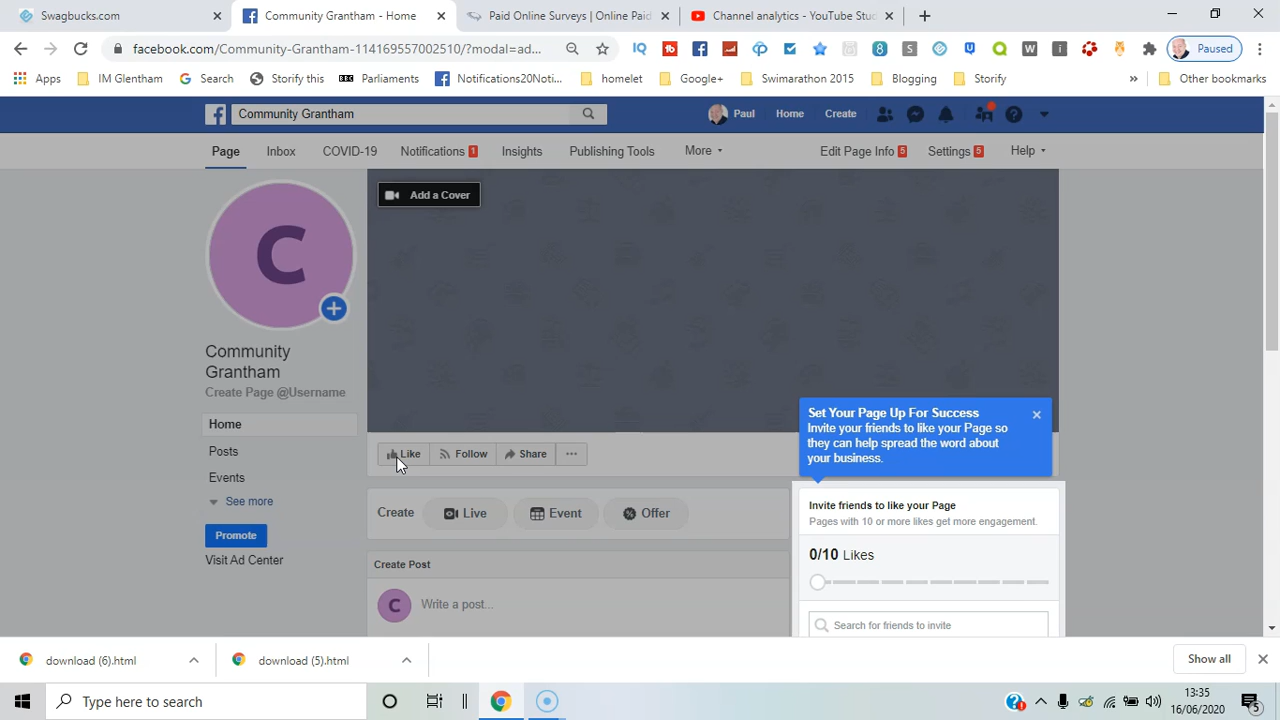 Swagbucks.com
Community Grantham - Home
Paid Online Surveys | Online Paid
Channel analytics - YouTube Stu
facebook.com/Community-Grantham-114169557002510/?modal=ad...
Paused
Apps
IM Glentham
Search
Storify this
BBC
Parliaments
Notifications20Noti...
homelet
Google+
Swimarathon 2015
Blogging
Storify
»
Other bookmarks
Community Grantham
Paul
Home
Create
Page
Inbox
COVID-19
Notifications 1
Insights
Publishing Tools
More
Edit Page Info 5
Settings 5
Help
Add a Cover
C
Community
Grantham
Create Page @Username
Home
Posts
Events
See more
Promote
Visit Ad Center
Like
Follow
Share
...
Set Your Page Up For Success
Invite your friends to like your Page so
they can help spread the word about
your business.
Create
Live
Event
Offer
Invite friends to like your Page
Pages with 10 or more likes get more engagement.
0/10 Likes
Search for friends to invite
Create Post
C
Write a post...
download (6).html
download (5).html
Show all
Type here to search
13:35
16/06/2020
5